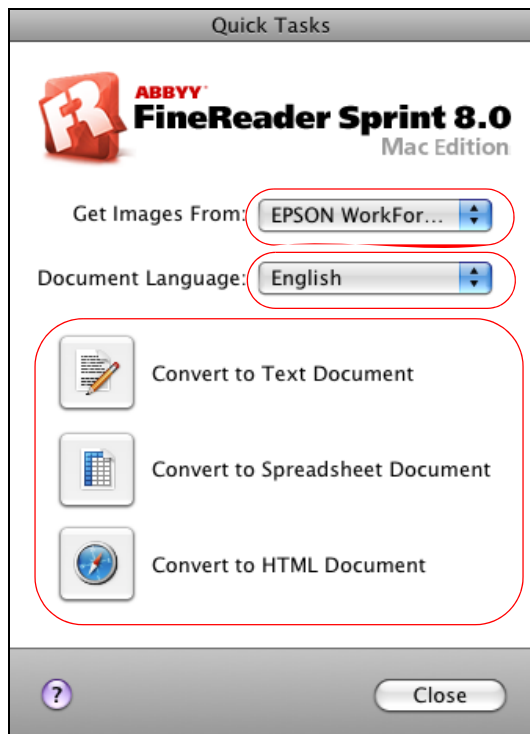 Quick Tasks
ABBYY
FineReader Sprint 8.0
Mac Edition
Get Images From: EPSON WorkFor...
Document Language: English
Convert to Text Document
Convert to Spreadsheet Document
Convert to HTML Document
? Close